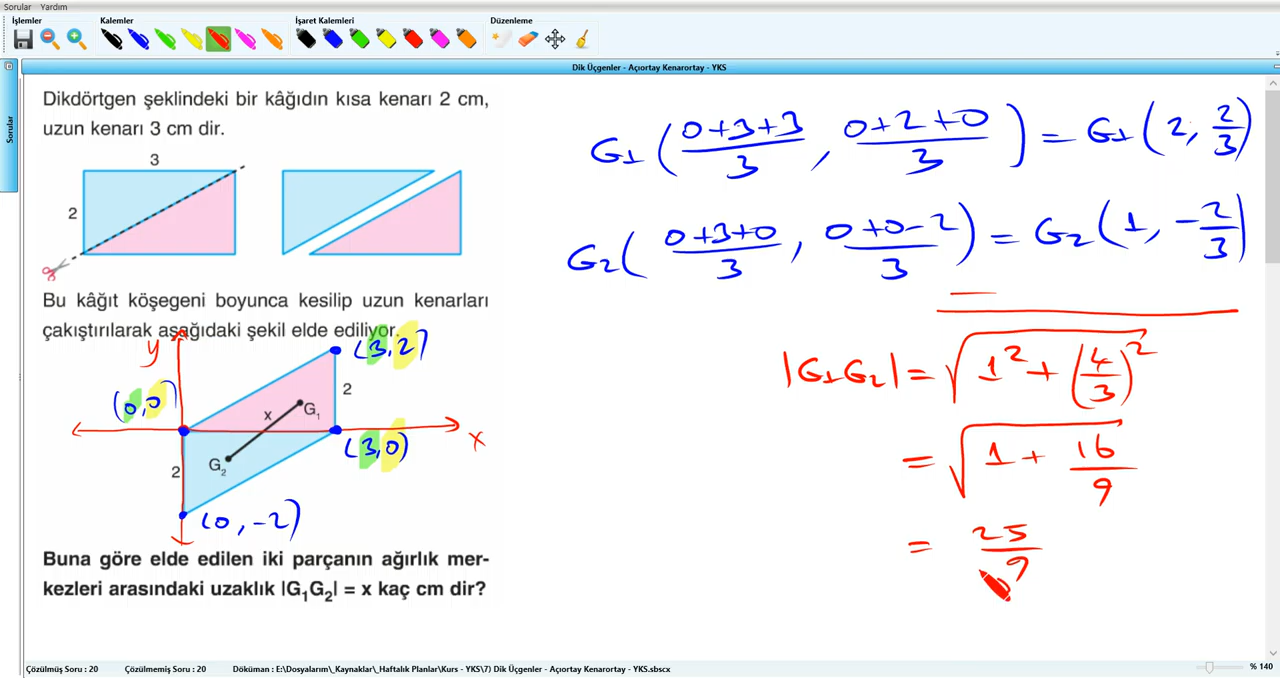 Sorular Yardım
İşlemler Kalemler İşaret Kalemleri Düzenleme
Dik Üçgenler - Açıortay Kenarortay - YKS
Sorular
Dikdörtgen şeklindeki bir kâğıdın kısa kenarı 2 cm,
uzun kenarı 3 cm dir.
3
2
Bu kâğıt köşegeni boyunca kesilip uzun kenarları
çakıştırılarak aşağıdaki şekil elde ediliyor.
y
(3,2)
(0,0)
2
x
G₁
x
(3,0)
G₂
2
(0,-2)
Buna göre elde edilen iki parçanın ağırlık mer-
kezleri arasındaki uzaklık |G₁G₂| = x kaç cm dir?
G₁((0+3+3)/3, (0+2+0)/3) = G₁(2, 2/3)
G₂((0+3+0)/3, (0+0-2)/3) = G₂(1, -2/3)
|G₁G₂| = √(1² + (4/3)²)
= √(1 + 16/9)
= 25/9
Çözülmüş Soru : 20 Çözülmemiş Soru : 20 Döküman : E:\Dosyalarım\_Kaynaklar\_Haftalık Planlar\Kurs - YKS\7) Dik Üçgenler - Açıortay Kenarortay - YKS.sbscx % 140